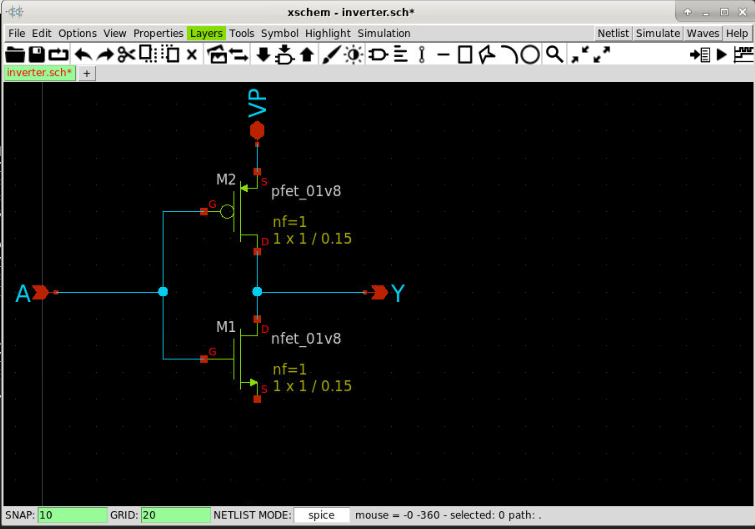 xschem - inverter.sch*
File Edit Options View Properties Layers Tools Symbol Highlight Simulation Netlist Simulate Waves Help
inverter.sch* +
VP
M2
S
pfet_01v8
G
nf=1
D
1 x 1 / 0.15
A
Y
M1
D
nfet_01v8
G
nf=1
S
1 x 1 / 0.15
SNAP: 10 GRID: 20 NETLIST MODE: spice mouse = -0 -360 - selected: 0 path: .